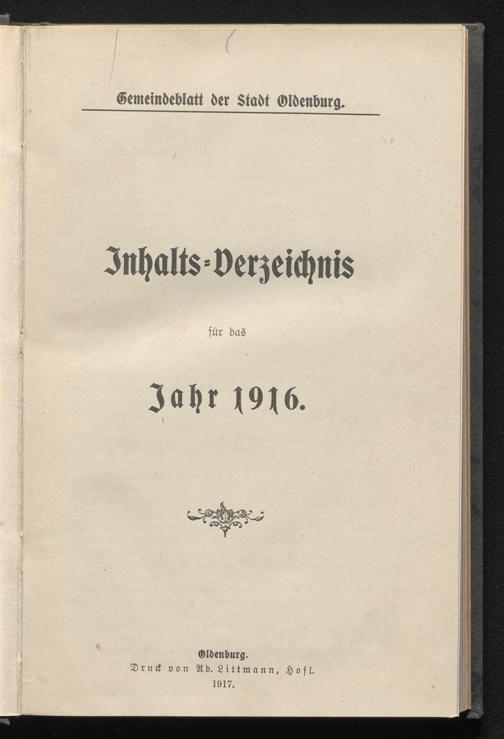 Gemeindeblatt der Stadt Oldenburg.
Inhalts-Verzeichnis
für das
Jahr 1916.
Oldenburg.
Druck von Ad. Littmann, Hofl.
1917.